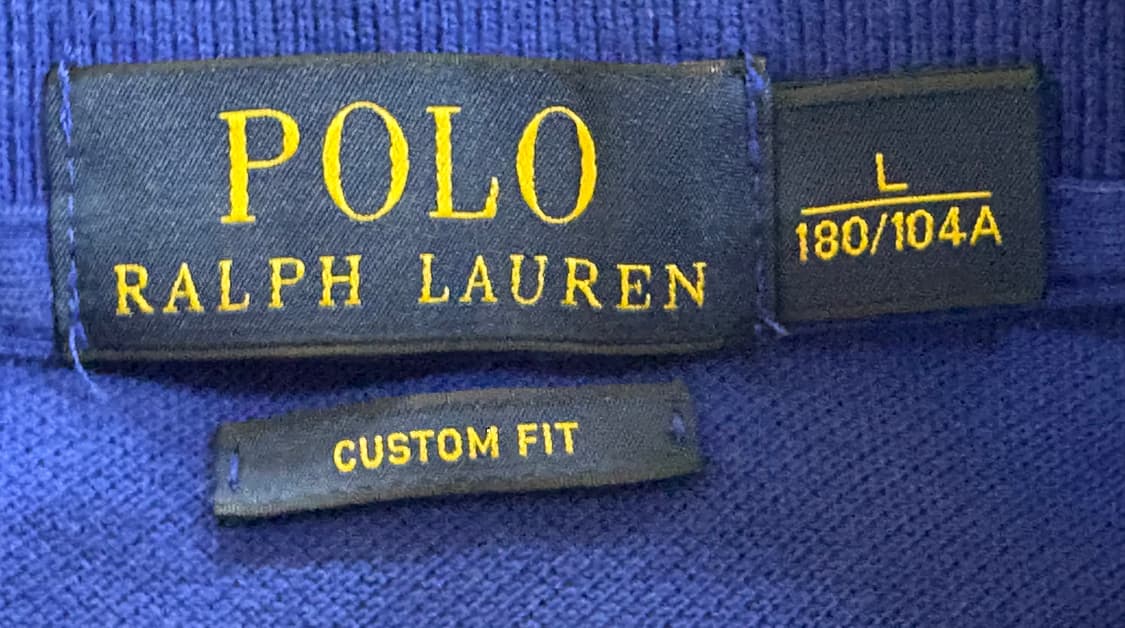 POLO
RALPH LAUREN
L
180/104A
CUSTOM FIT